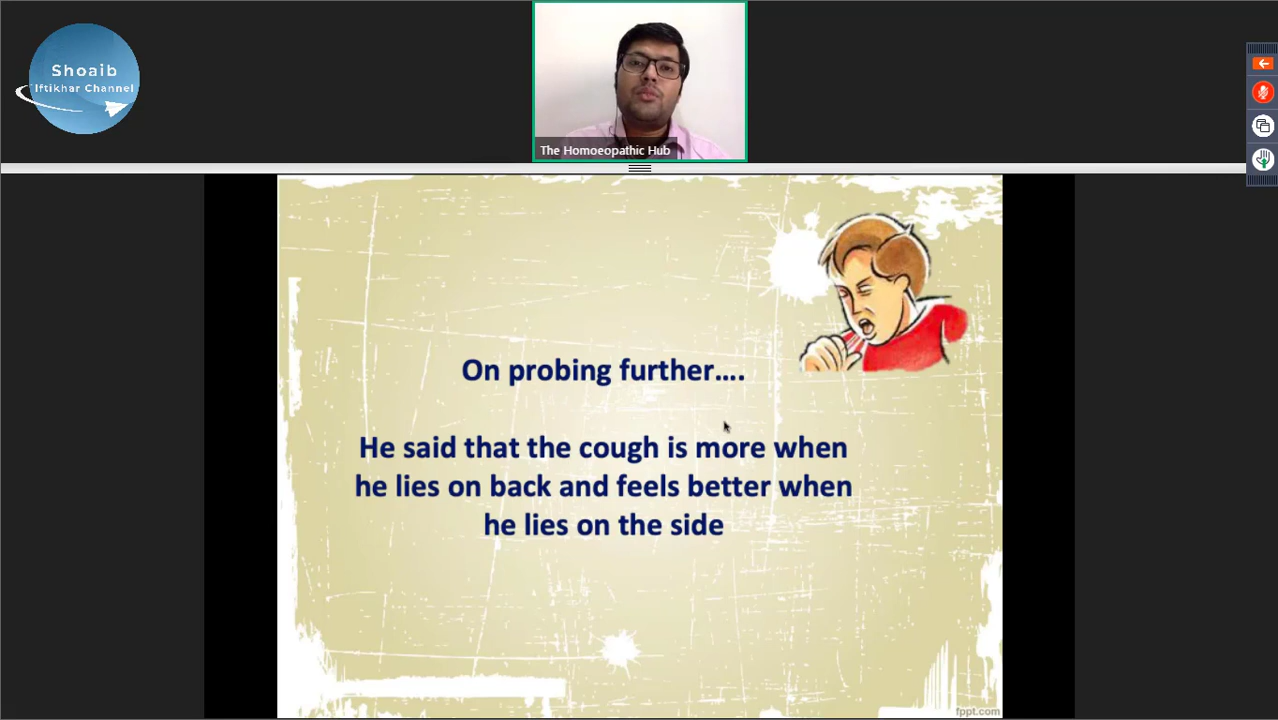 Shoaib
Iftikhar Channel
The Homoeopathic Hub
On probing further....
He said that the cough is more when
he lies on back and feels better when
he lies on the side
fppt.com